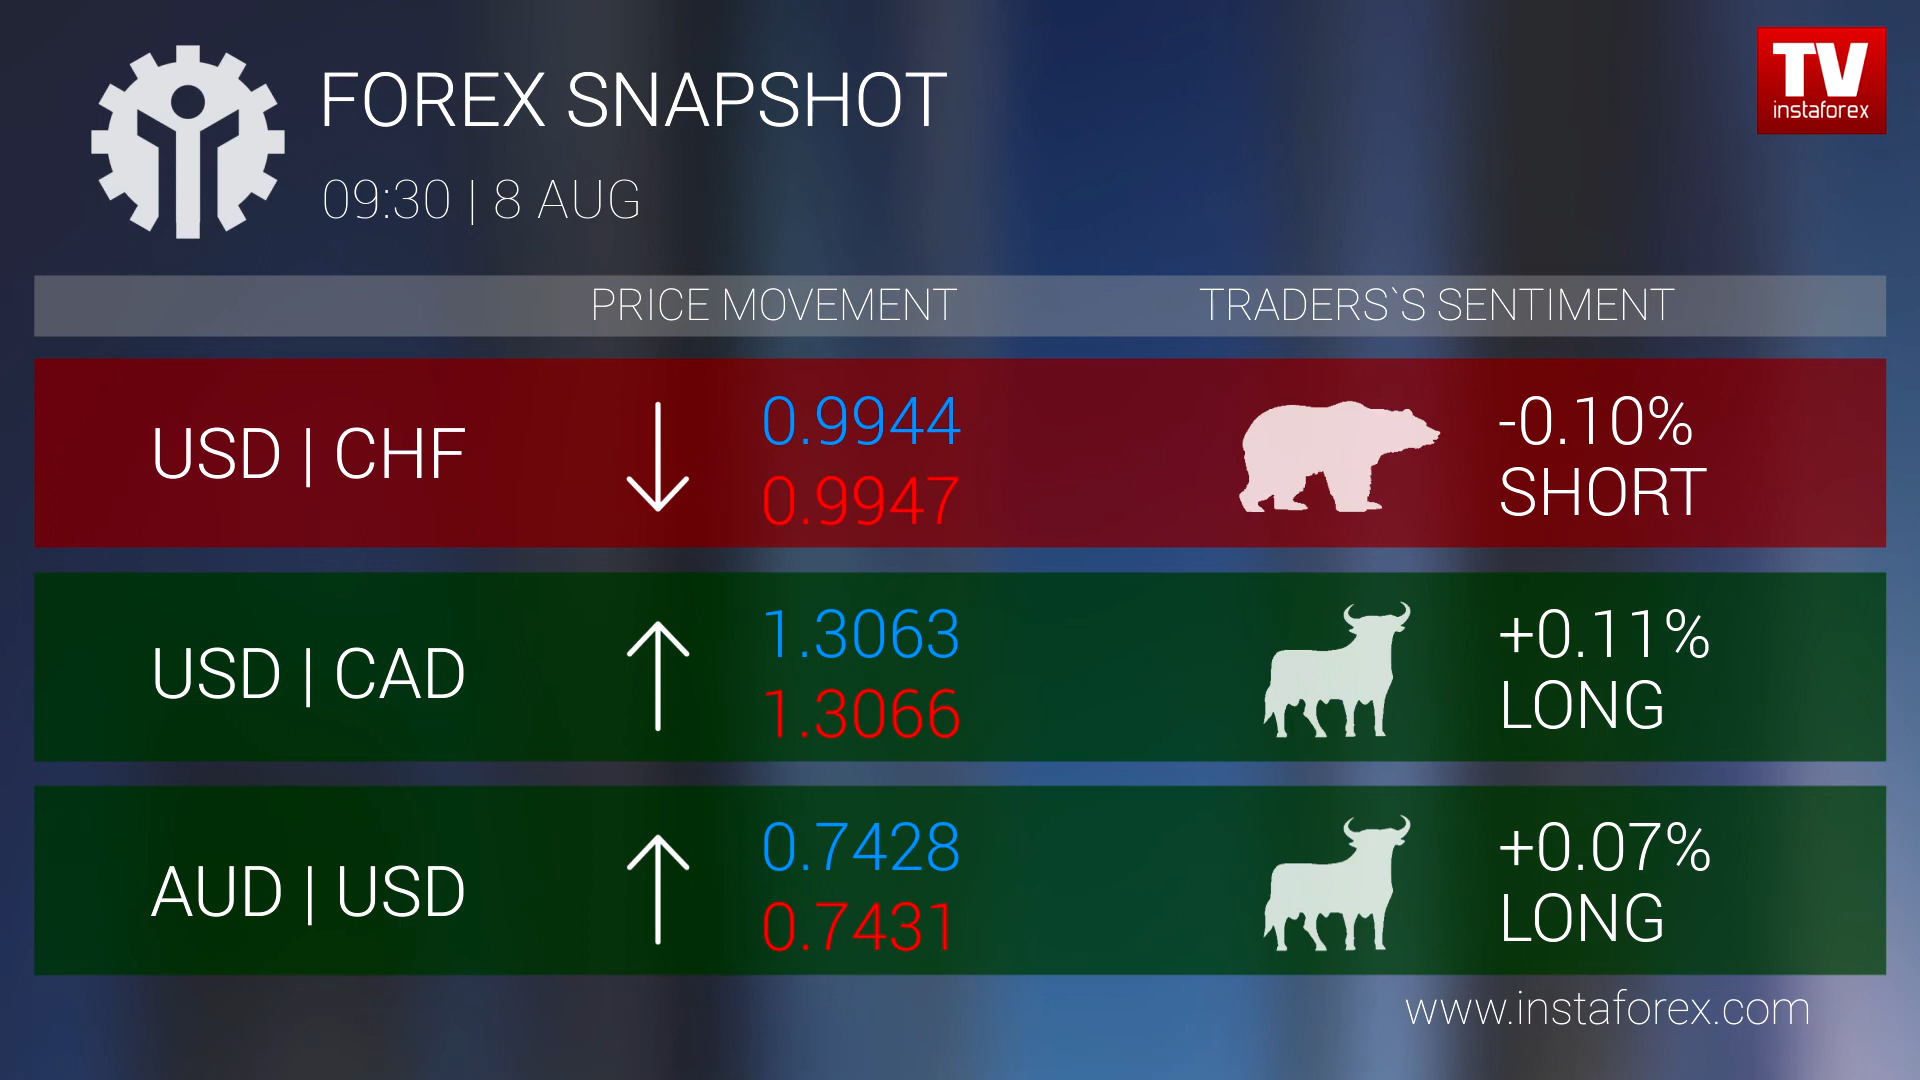 FOREX SNAPSHOT
TV
instaforex
09:30 | 8 AUG
PRICE MOVEMENT TRADERS`S SENTIMENT
USD | CHF
0.9944
0.9947
-0.10%
SHORT
USD | CAD
1.3063
1.3066
+0.11%
LONG
AUD | USD
0.7428
0.7431
+0.07%
LONG
www.instaforex.com